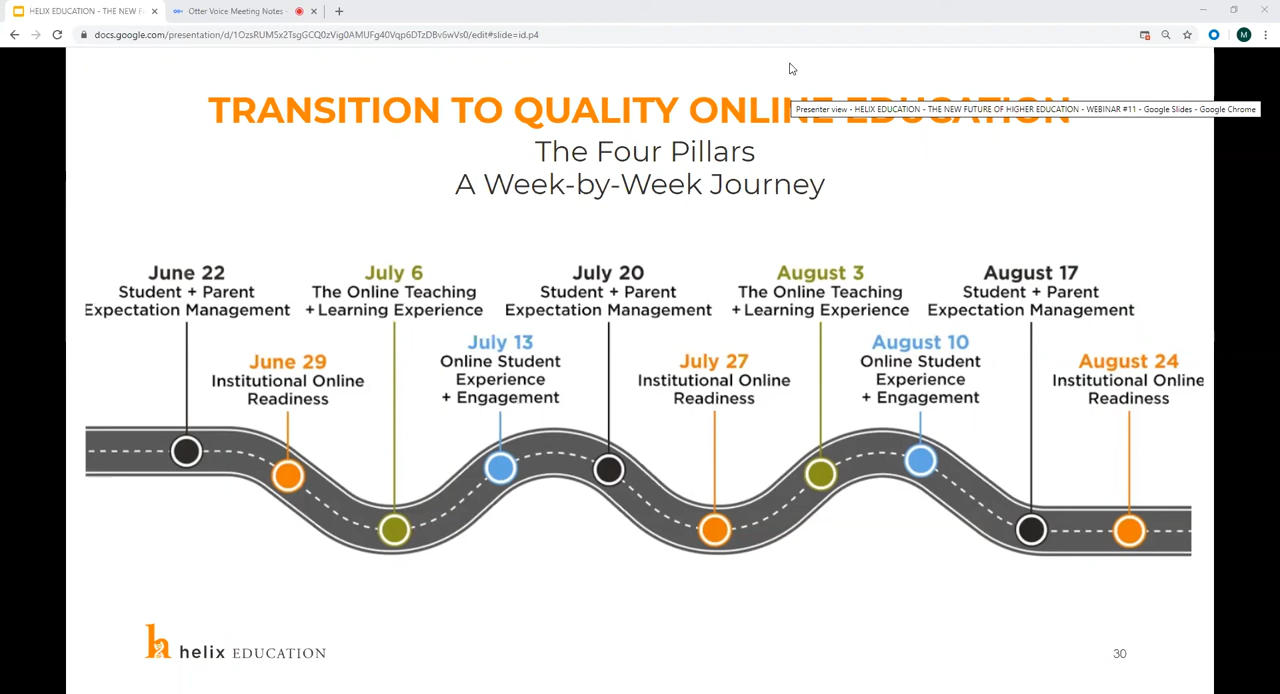 HELIX EDUCATION - THE NEW F
Otter Voice Meeting Notes -
docs.google.com/presentation/d/1OzsRUM5x2TsgGCQ0zVig0AMUFg40Vqp6DTzDBv6wVs0/edit#slide=id.p4
M
TRANSITION TO QUALITY ONLINE EDUCATION
Presenter view - HELIX EDUCATION - THE NEW FUTURE OF HIGHER EDUCATION - WEBINAR #11 - Google Slides - Google Chrome
The Four Pillars
A Week-by-Week Journey
June 22
Student + Parent
Expectation Management
July 6
The Online Teaching
+ Learning Experience
July 20
Student + Parent
Expectation Management
August 3
The Online Teaching
+ Learning Experience
August 17
Student + Parent
Expectation Management
June 29
Institutional Online
Readiness
July 13
Online Student
Experience
+ Engagement
July 27
Institutional Online
Readiness
August 10
Online Student
Experience
+ Engagement
August 24
Institutional Online
Readiness
helix EDUCATION
30